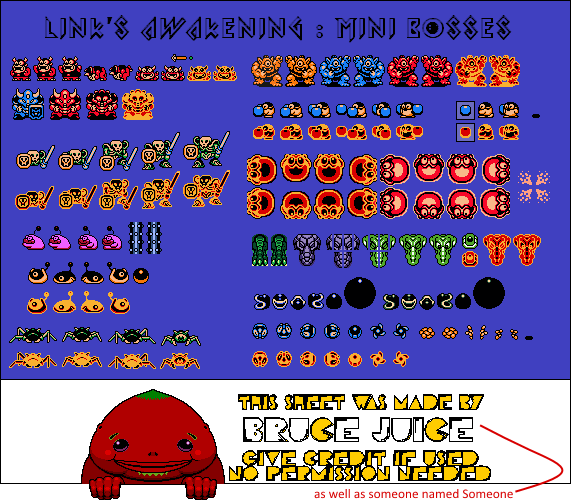 LINK'S AWAKENING : MINI BOSSES
THIS SHEET WAS MADE BY
BRUCE JUICE
GIVE CREDIT IF USED
NO PERMISSION NEEDED
as well as someone named Someone